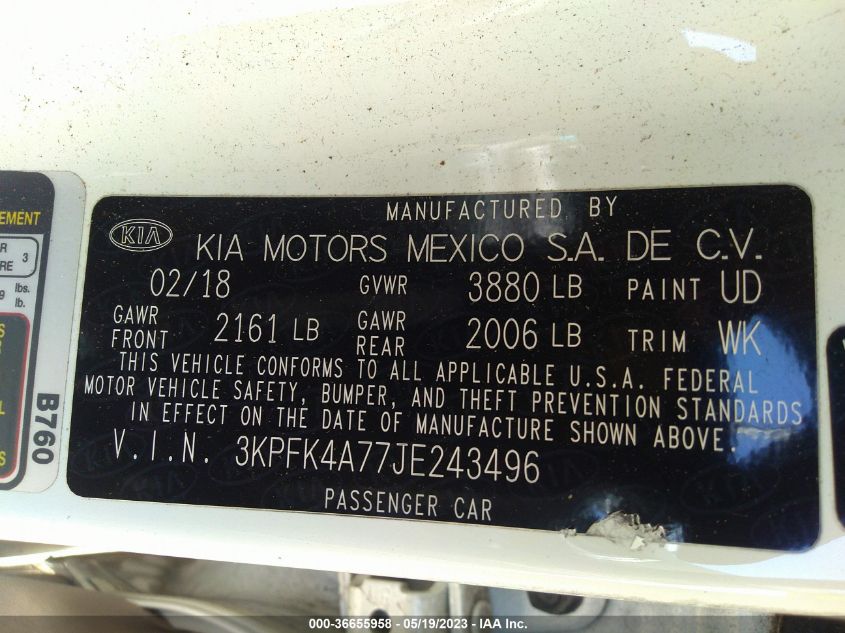 MANUFACTURED BY
KIA KIA MOTORS MEXICO S.A. DE C.V.
02/18 GVWR 3880 LB PAINT UD
GAWR FRONT 2161 LB GAWR REAR 2006 LB TRIM WK
THIS VEHICLE CONFORMS TO ALL APPLICABLE U.S.A. FEDERAL
MOTOR VEHICLE SAFETY, BUMPER, AND THEFT PREVENTION STANDARDS
IN EFFECT ON THE DATE OF MANUFACTURE SHOWN ABOVE.
V.I.N. 3KPFK4A77JE243496
PASSENGER CAR
3
lbs.
lb.
B760
000-36655958 - 05/19/2023 - IAA Inc.